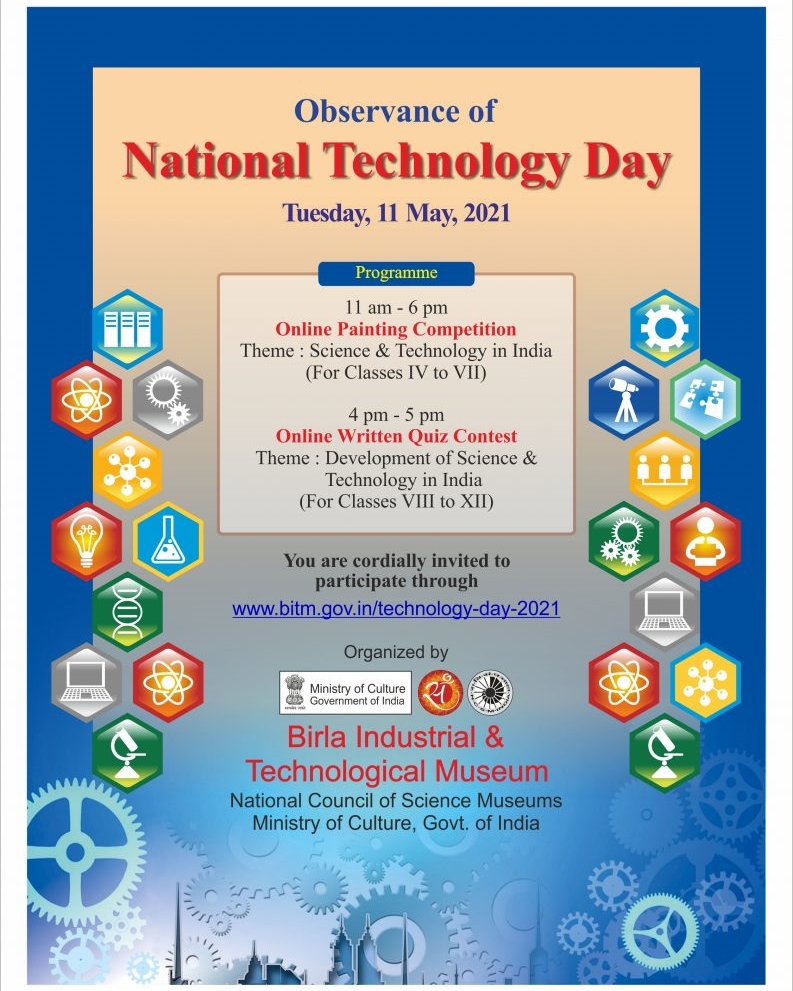 Observance of
National Technology Day
Tuesday, 11 May, 2021
Programme
11 am - 6 pm
Online Painting Competition
Theme : Science & Technology in India
(For Classes IV to VII)
4 pm - 5 pm
Online Written Quiz Contest
Theme : Development of Science &
Technology in India
(For Classes VIII to XII)
You are cordially invited to
participate through
www.bitm.gov.in/technology-day-2021
Organized by
Ministry of Culture
Government of India
Birla Industrial &
Technological Museum
National Council of Science Museums
Ministry of Culture, Govt. of India